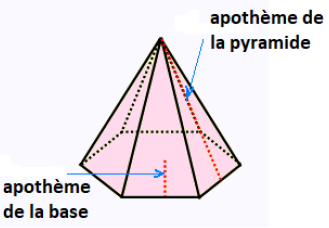 apothème de
la pyramide
apothème
de la base